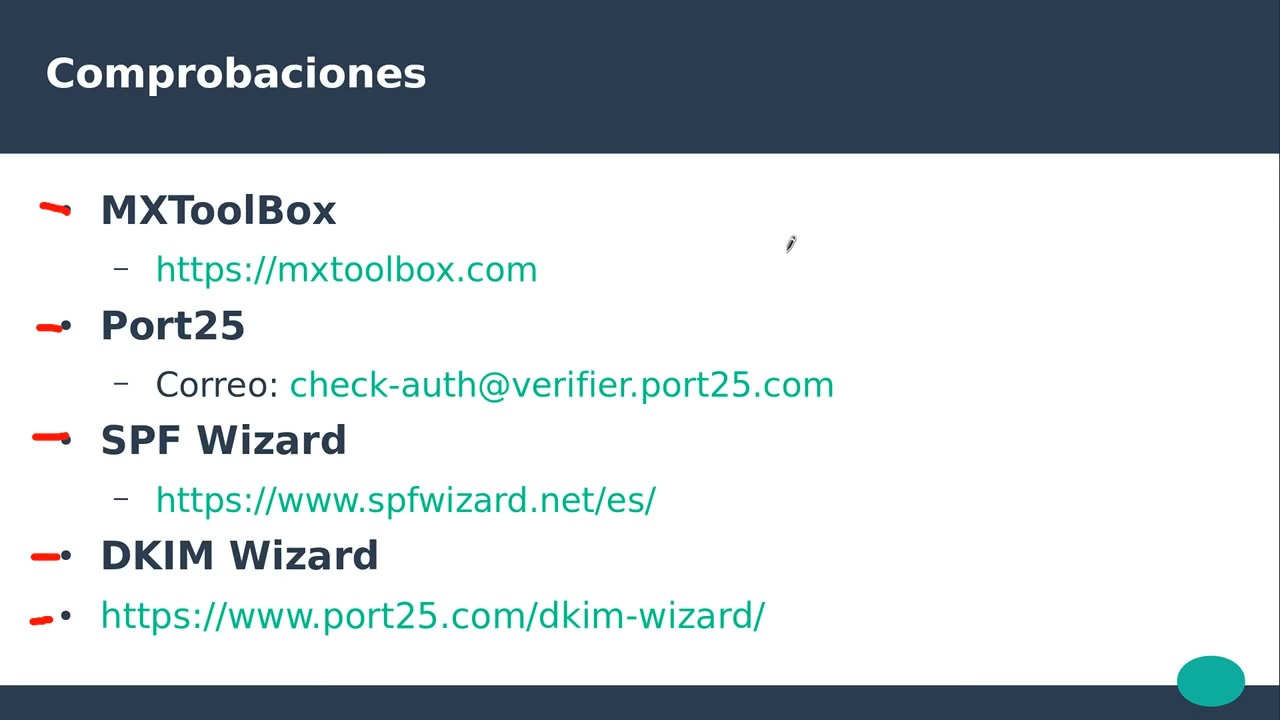 Comprobaciones
• MXToolBox
– https://mxtoolbox.com
• Port25
– Correo: check-auth@verifier.port25.com
• SPF Wizard
– https://www.spfwizard.net/es/
• DKIM Wizard
• https://www.port25.com/dkim-wizard/